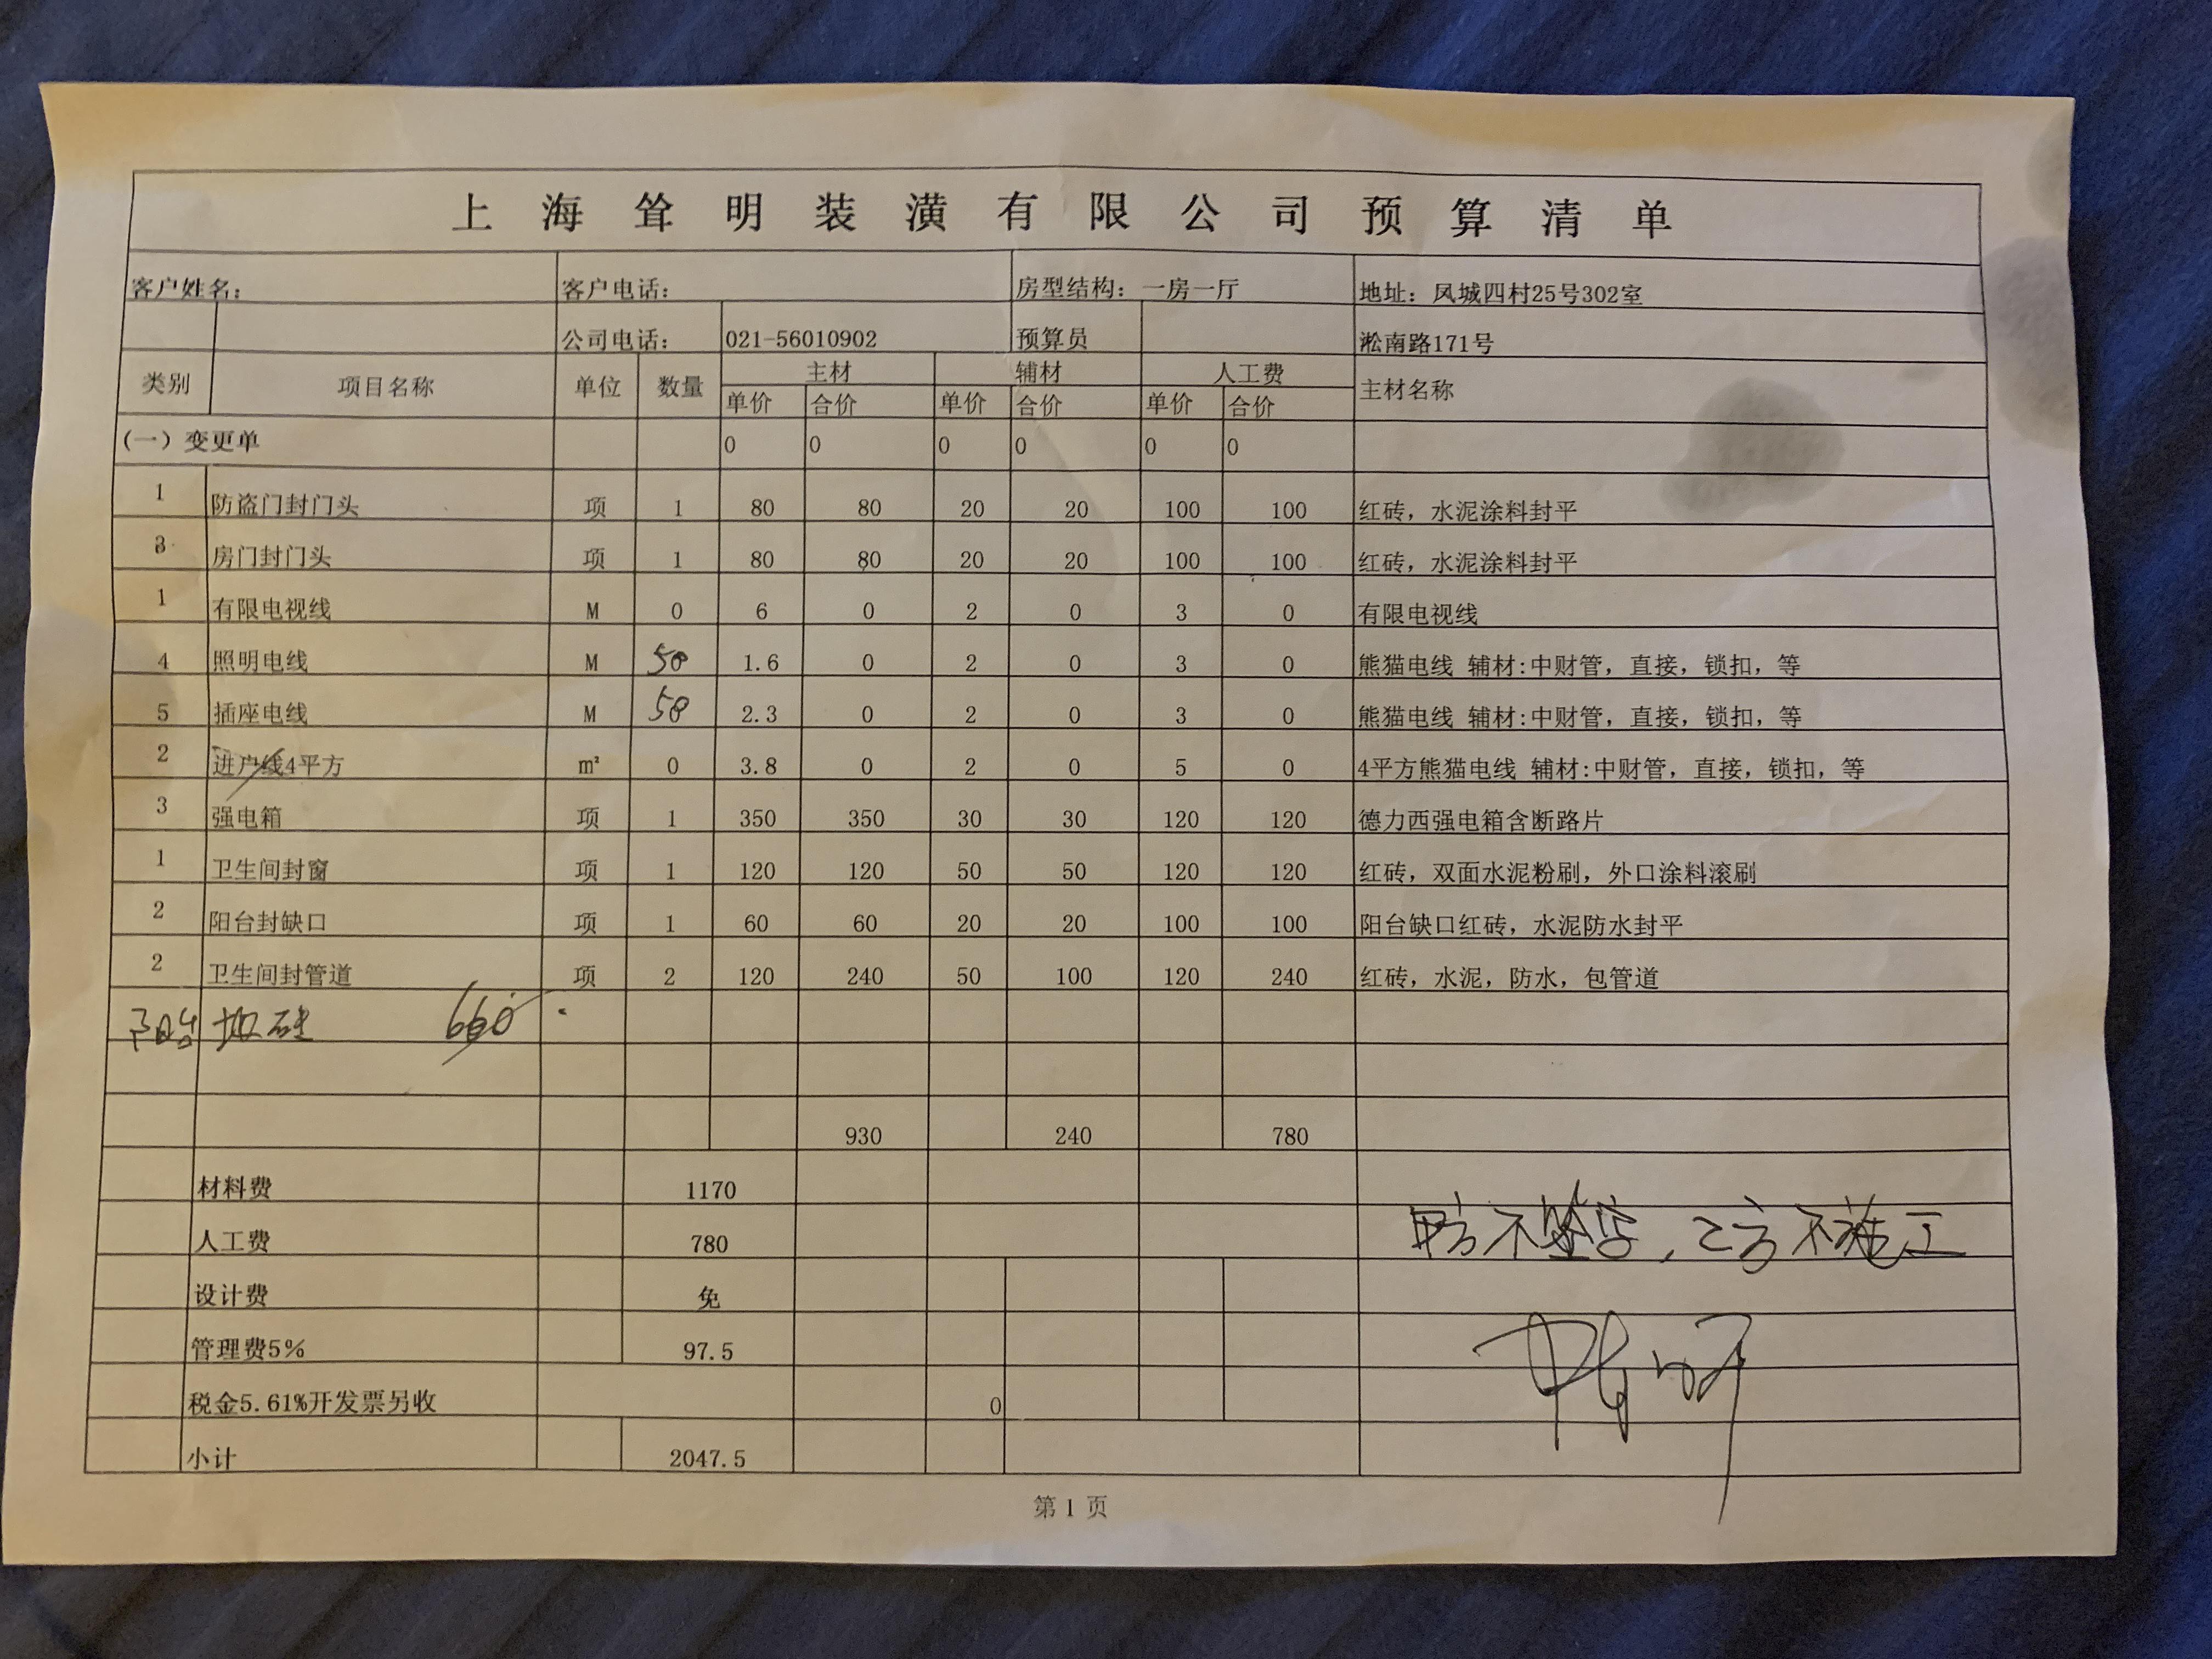 上海耸明装潢有限公司预算清单
客户姓名： 客户电话： 房型结构：一房一厅 地址：凤城四村25号302室
公司电话： 021-56010902 预算员 淞南路171号
类别 项目名称 单位 数量 主材 辅材 人工费 主材名称
单价 合价 单价 合价 单价 合价
(一)变更单 0 0 0 0 0 0
1 防盗门封门头 项 1 80 80 20 20 100 100 红砖，水泥涂料封平
3 房门封门头 项 1 80 80 20 20 100 100 红砖，水泥涂料封平
1 有限电视线 M 0 6 0 2 0 3 0 有限电视线
4 照明电线 M 50 1.6 0 2 0 3 0 熊猫电线 辅材:中财管，直接，锁扣，等
5 插座电线 M 50 2.3 0 2 0 3 0 熊猫电线 辅材:中财管，直接，锁扣，等
2 进户线4平方 m² 0 3.8 0 2 0 5 0 4平方熊猫电线 辅材:中财管，直接，锁扣，等
3 强电箱 项 1 350 350 30 30 120 120 德力西强电箱含断路片
1 卫生间封窗 项 1 120 120 50 50 120 120 红砖，双面水泥粉刷，外口涂料滚刷
2 阳台封缺口 项 1 60 60 20 20 100 100 阳台缺口红砖，水泥防水封平
2 卫生间封管道 项 2 120 240 50 100 120 240 红砖，水泥，防水，包管道
地砖 660
930 240 780
材料费 1170
人工费 780
甲方不签字，乙方不施工
设计费 免
管理费5% 97.5
税金5.61%开发票另收 0
小计 2047.5
第 1 页